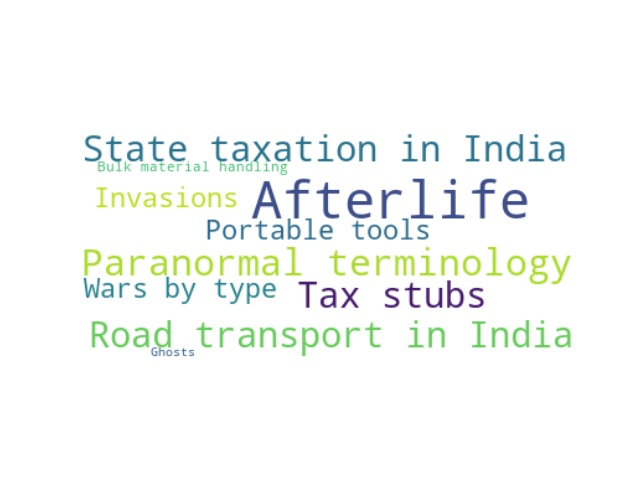 State taxation in India
Bulk material handling
Invasions
Afterlife
Portable tools
Paranormal terminology
Wars by type
Tax stubs
Road transport in India
Ghosts